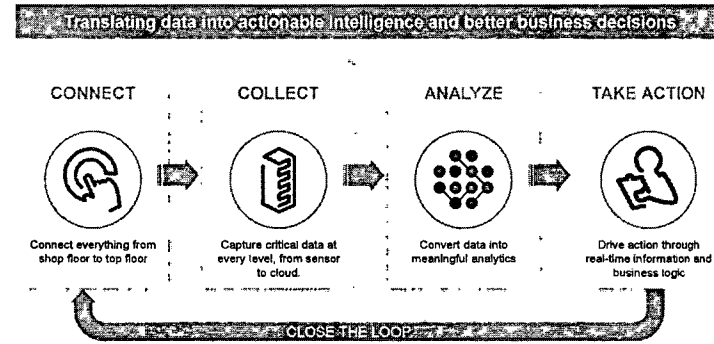 Translating data into actionable intelligence and better business decisions
CONNECT
Connect everything from
shop floor to top floor
COLLECT
Capture critical data at
every level, from sensor
to cloud.
ANALYZE
Convert data into
meaningful analytics
TAKE ACTION
Drive action through
real-time information and
business logic
CLOSE THE LOOP